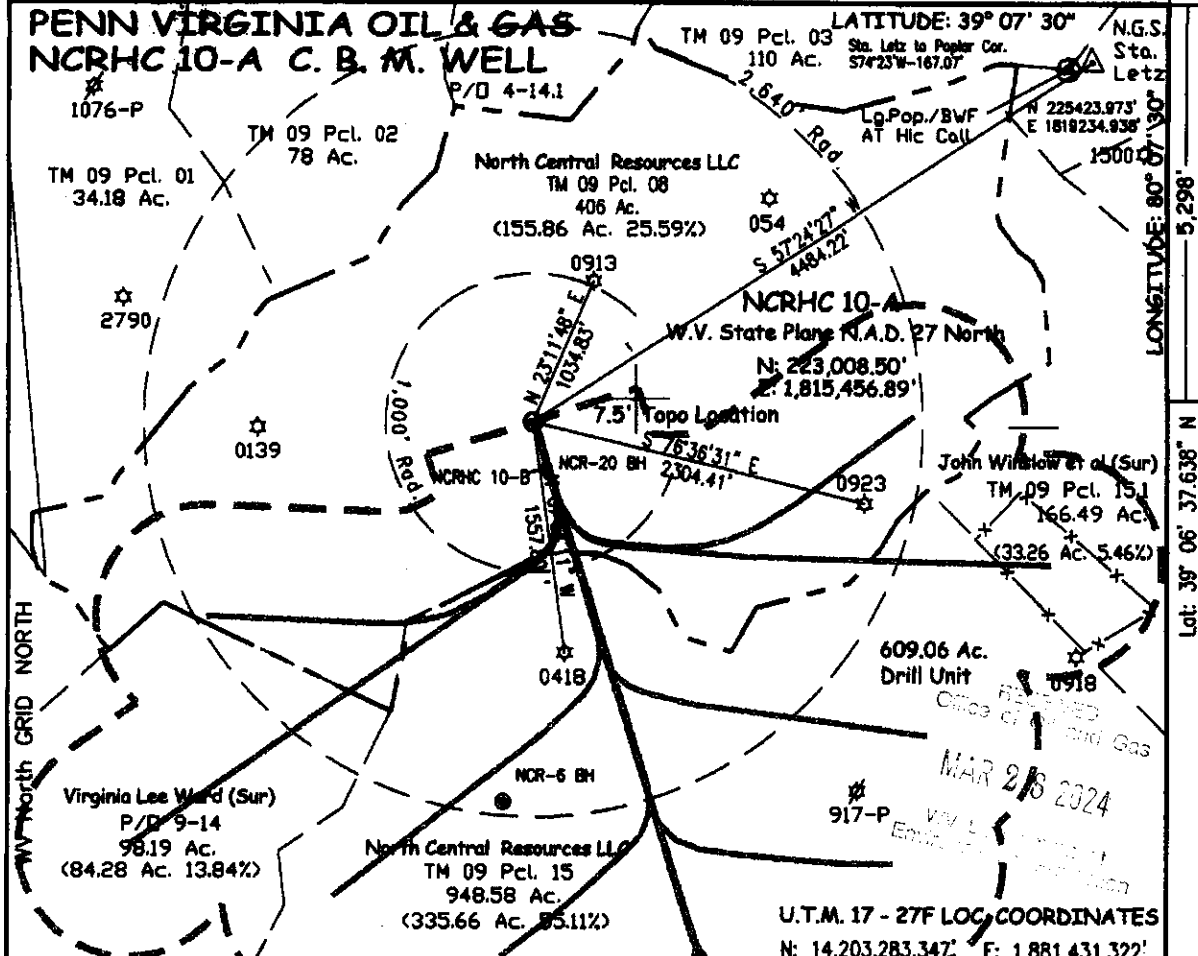 PENN VIRGINIA OIL & GAS
NCRHC 10-A C. B. M. WELL
LATITUDE: 39° 07' 30"
N.G.S.
Sta.
Letz
Sta. Letz to Poplar Cor.
S74°23'W-167.07'
TM 09 Pcl. 03
110 Ac.
1076-P
P/O 4-14.1
2,640' Rad
Lg.Pop./BWF
AT Hic Call
N 225423.973'
E 1819234.938'
1500
TM 09 Pcl. 02
78 Ac.
TM 09 Pcl. 01
34.18 Ac.
North Central Resources LLC
TM 09 Pcl. 08
406 Ac.
(155.86 Ac. 25.59%)
054
S 57°24'27" W
4484.22'
LONGITUDE: 80° 07' 30"
5,298'
0913
2790
N 23°11'48" E
1034.83'
NCRHC 10-A
W.V. State Plane N.A.D. 27 North
N: 223,008.50'
E: 1,815,456.89'
1,000' Rad.
7.5' Topo Location
0139
NCRHC 10-B
NCR-20 BH
S 76°36'31" E
2304.41'
0923
John Winslow et al (Sur)
TM 09 Pcl. 15.1
166.49 Ac.
(33.26 Ac. 5.46%)
Lat: 39° 06' 37.638" N
W
0418
609.06 Ac.
Drill Unit
0918
RECEIVED
Office of Oil and Gas
MAR 28 2024
WV Department
Environmental Protection
WV North GRID NORTH
NCR-6 BH
917-P
Virginia Lee Ward (Sur)
P/O 9-14
98.19 Ac.
(84.28 Ac. 13.84%)
North Central Resources LLC
TM 09 Pcl. 15
948.58 Ac.
(335.66 Ac. 55.11%)
U.T.M. 17 - 27F LOC COORDINATES
N: 14,203,283.347' E: 1,881,431.322'